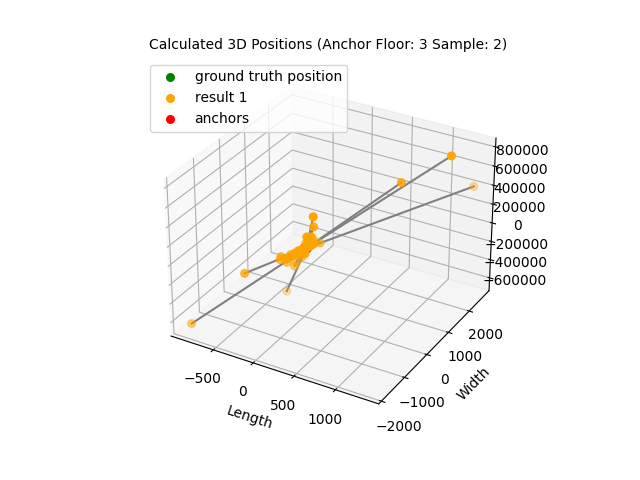 Calculated 3D Positions (Anchor Floor: 3 Sample: 2)
ground truth position
result 1
anchors
800000
600000
400000
200000
0
−200000
−400000
−600000
2000
1000
0
−1000
−2000
Width
−500
0
500
1000
Length